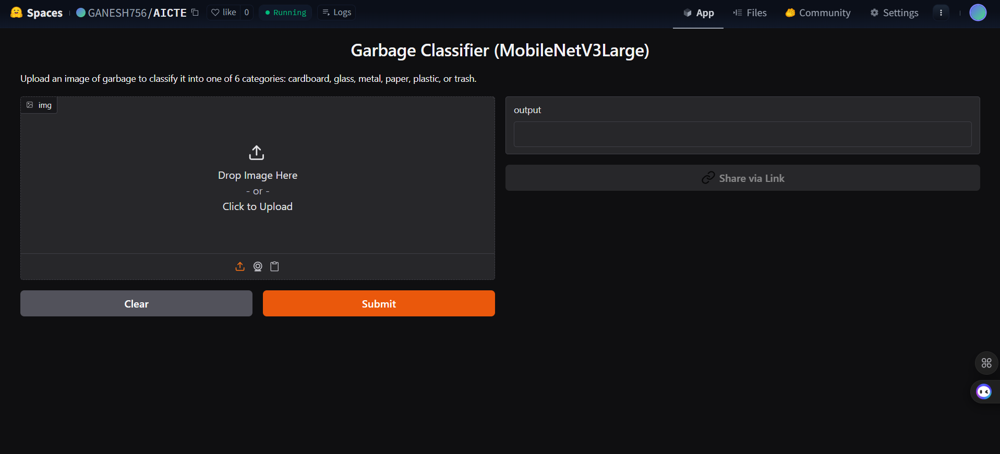 Spaces GANESH756/AICTE like 0 Running Logs App Files Community Settings
Garbage Classifier (MobileNetV3Large)
Upload an image of garbage to classify it into one of 6 categories: cardboard, glass, metal, paper, plastic, or trash.
img
Drop Image Here
- or -
Click to Upload
Clear
Submit
output
Share via Link